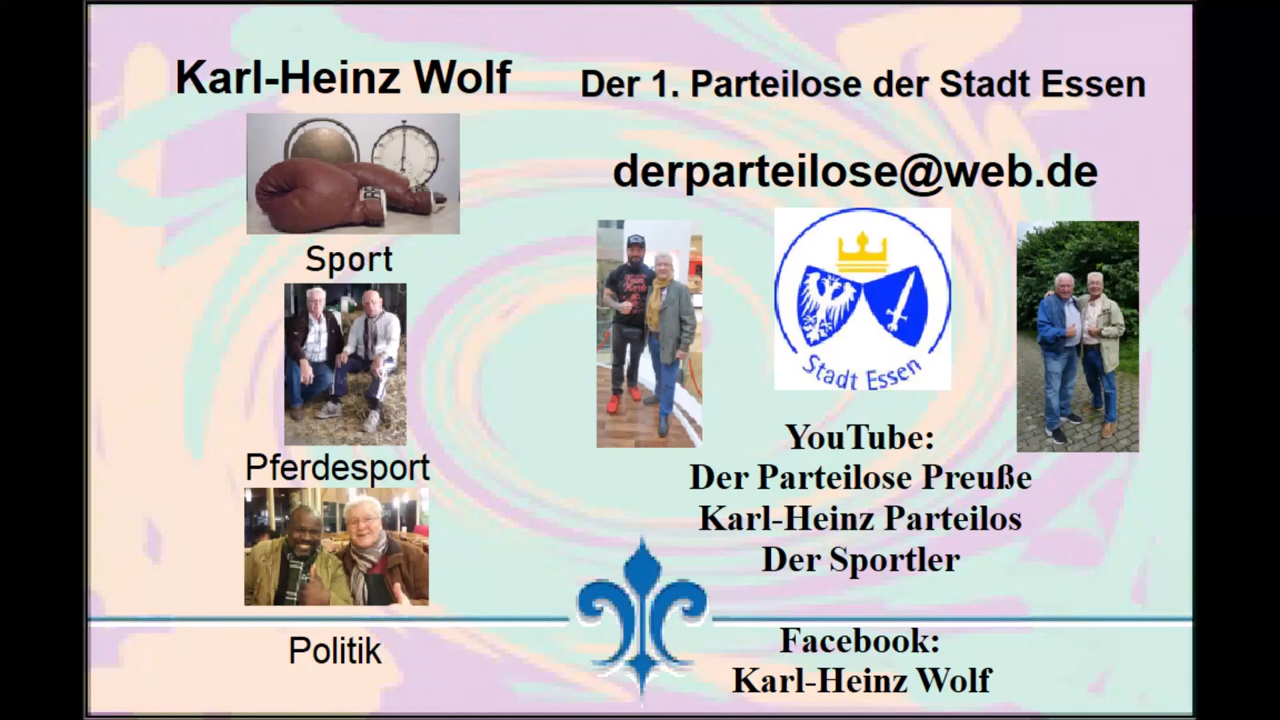 Karl-Heinz Wolf
Der 1. Parteilose der Stadt Essen
derparteilose@web.de
Sport
Pferdesport
Politik
Stadt Essen
YouTube:
Der Parteilose Preuße
Karl-Heinz Parteilos
Der Sportler
Facebook:
Karl-Heinz Wolf